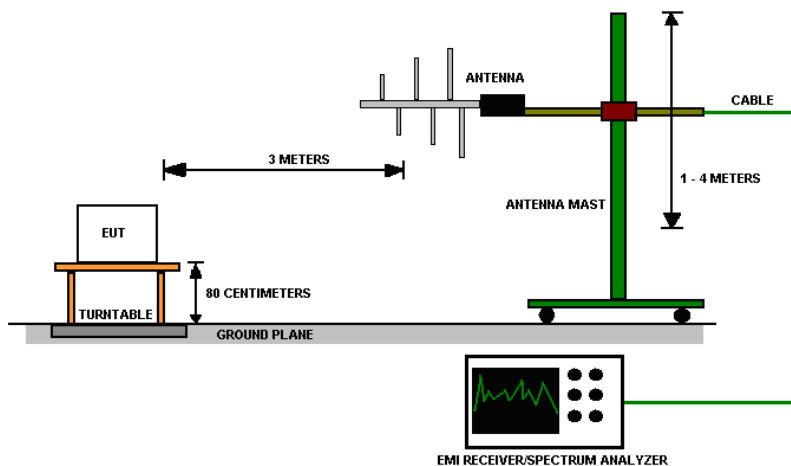 ANTENNA
CABLE
3 METERS
1 - 4 METERS
ANTENNA MAST
EUT
80 CENTIMETERS
TURNTABLE
GROUND PLANE
EMI RECEIVER/SPECTRUM ANALYZER